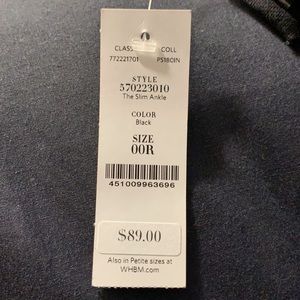 CLASS COLL
772221701 PS180IN
STYLE
570223010
The Slim Ankle
COLOR
Black
SIZE
00R
451009963696
$89.00
Also in Petite sizes at
WHBM.com